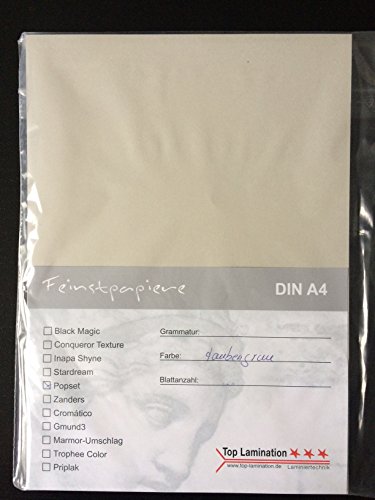 Feinstpapiere DIN A4
Black Magic
Conqueror Texture
Inapa Shyne
Stardream
Popset
Zanders
Cromático
Gmund3
Marmor-Umschlag
Trophee Color
Priplak
Grammatur:
Farbe: taubengrau
Blattanzahl:
Top Lamination
www.top-lamination.de Laminiertechnik